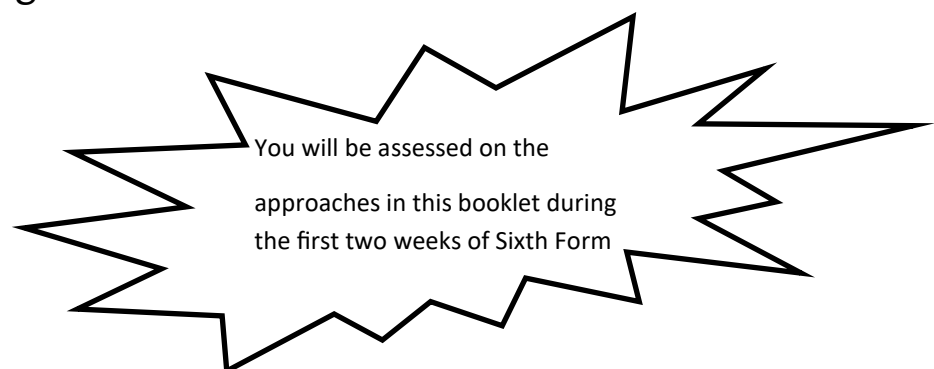 You will be assessed on the
approaches in this booklet during
the first two weeks of Sixth Form